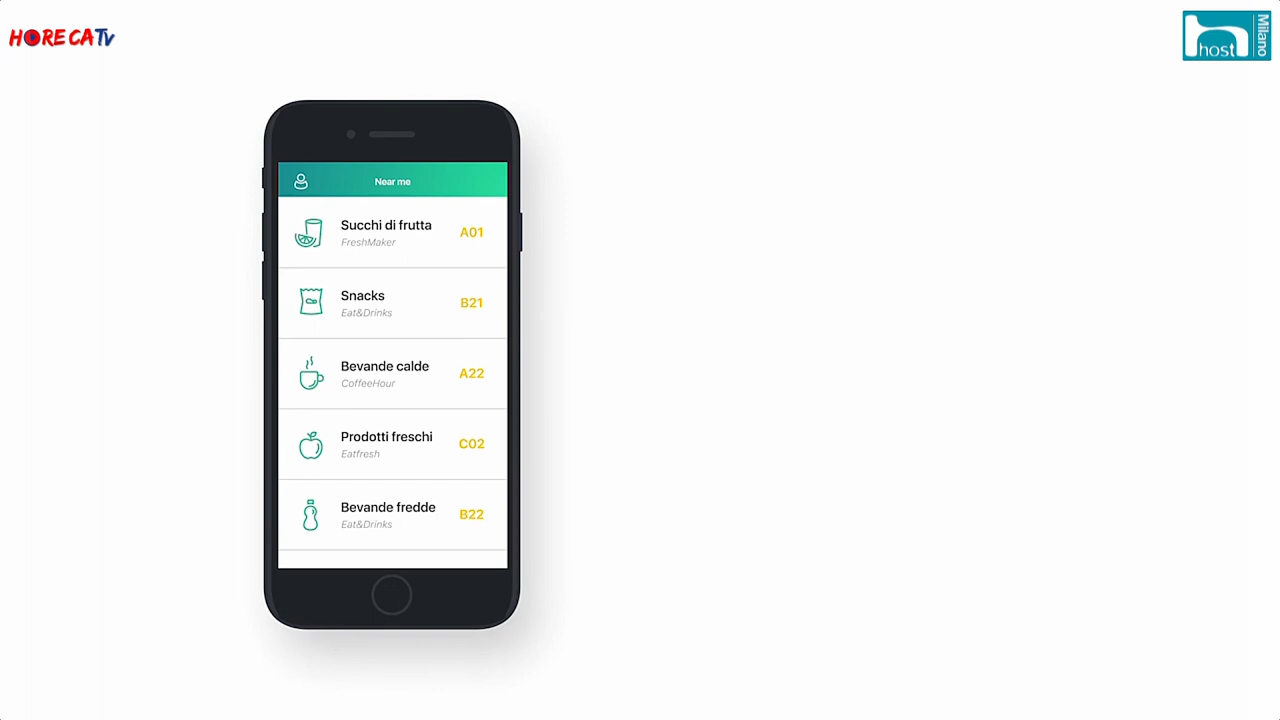 HORECATV
host
Milano
Near me
Succhi di frutta
FreshMaker
A01
Snacks
Eat&Drinks
B21
Bevande calde
CoffeeHour
A22
Prodotti freschi
Eatfresh
C02
Bevande fredde
Eat&Drinks
B22